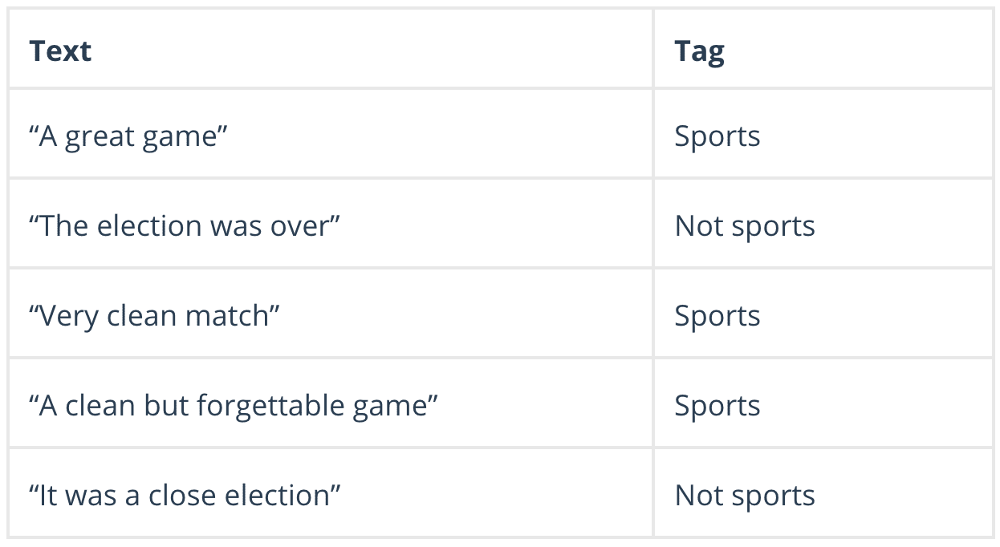 Text Tag
“A great game” Sports
“The election was over” Not sports
“Very clean match” Sports
“A clean but forgettable game” Sports
“It was a close election” Not sports